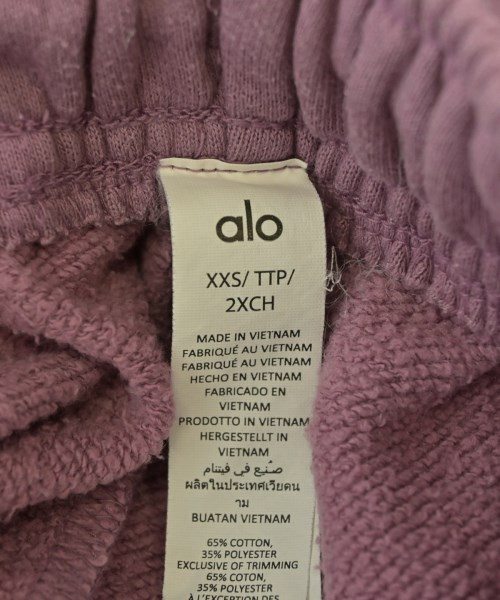 alo
XXS/ TTP/
2XCH
MADE IN VIETNAM
FABRIQUÉ AU VIETNAM
FABRIQUÉ AU VIETNAM
HECHO EN VIETNAM
FABRICADO EN
VIETNAM
PRODOTTO IN VIETNAM
HERGESTELLT IN
VIETNAM
صُنِع في فيتنام
ผลิตในประเทศเวียดน
าม
BUATAN VIETNAM
65% COTTON,
35% POLYESTER
EXCLUSIVE OF TRIMMING
65% COTON,
35% POLYESTER
À L'EXCEPTION DES